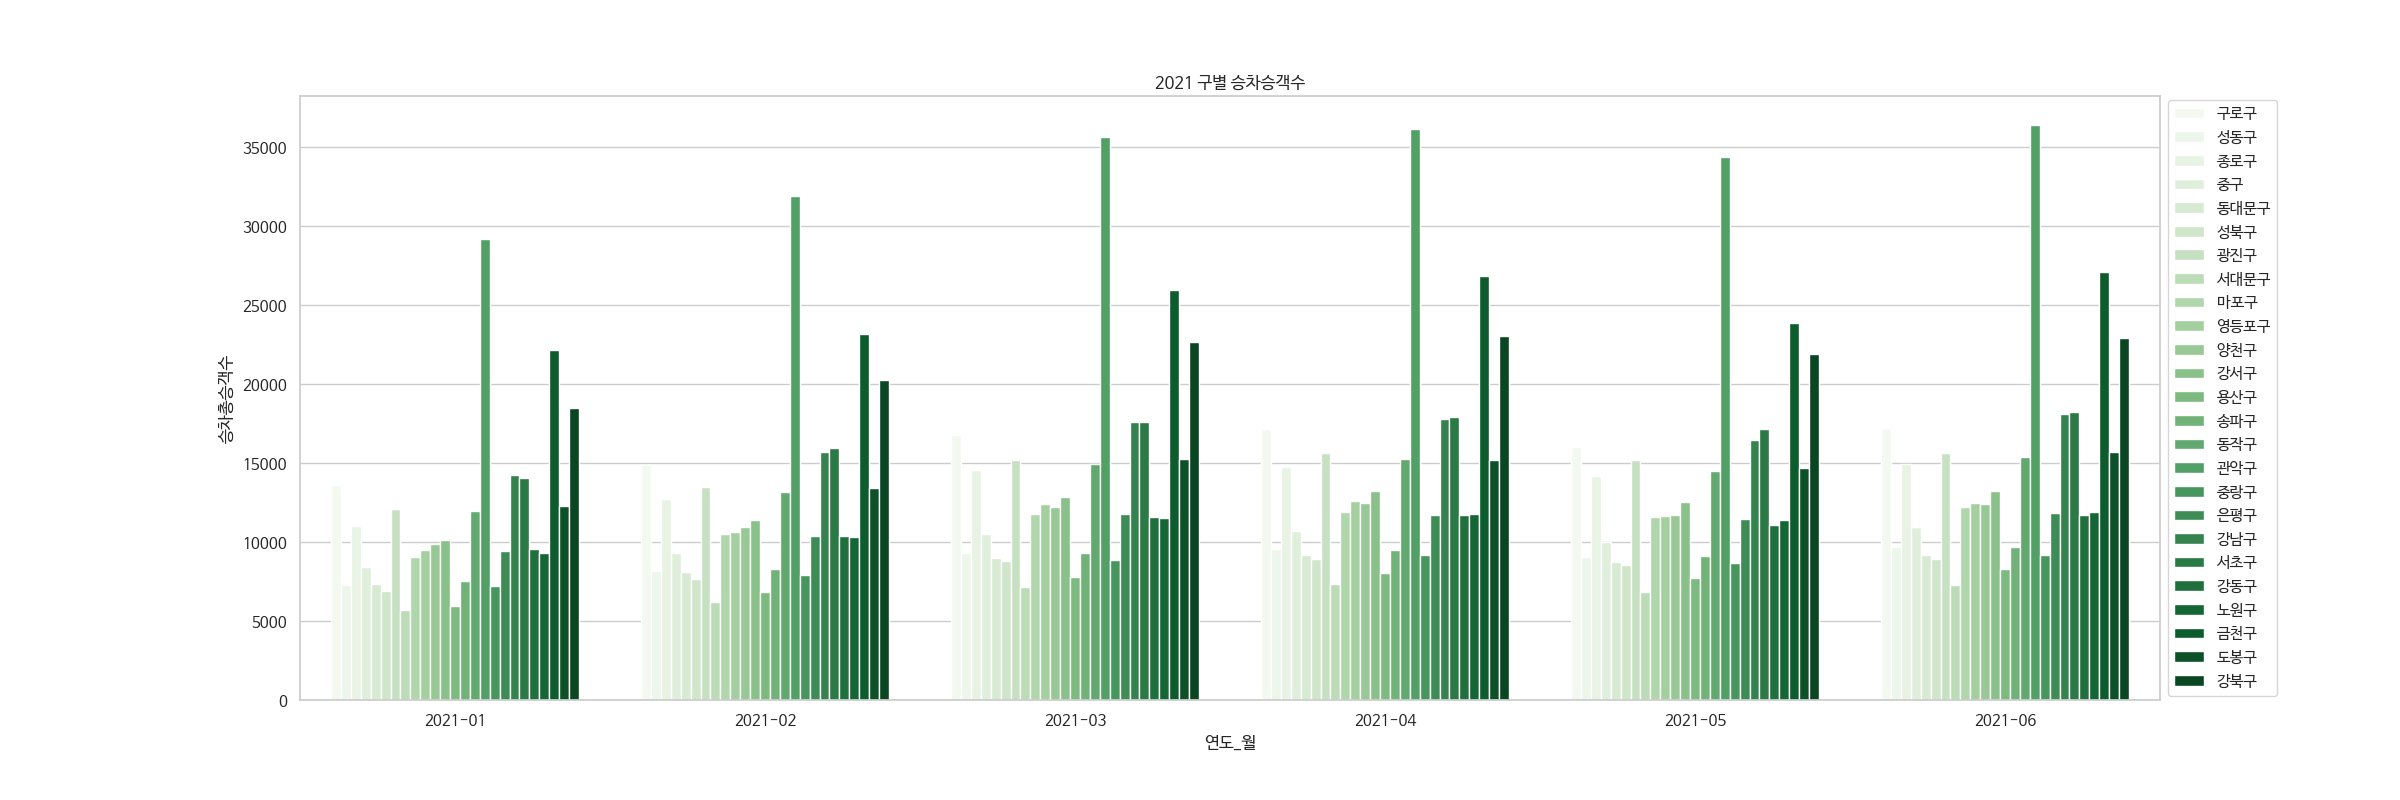 2021 구별 승차승객수
승차총승객수
35000
30000
25000
20000
15000
10000
5000
0
2021-01
2021-02
2021-03
2021-04
2021-05
2021-06
연도_월
구로구
성동구
종로구
중구
동대문구
성북구
광진구
서대문구
마포구
영등포구
양천구
강서구
용산구
송파구
동작구
관악구
중랑구
은평구
강남구
서초구
강동구
노원구
금천구
도봉구
강북구